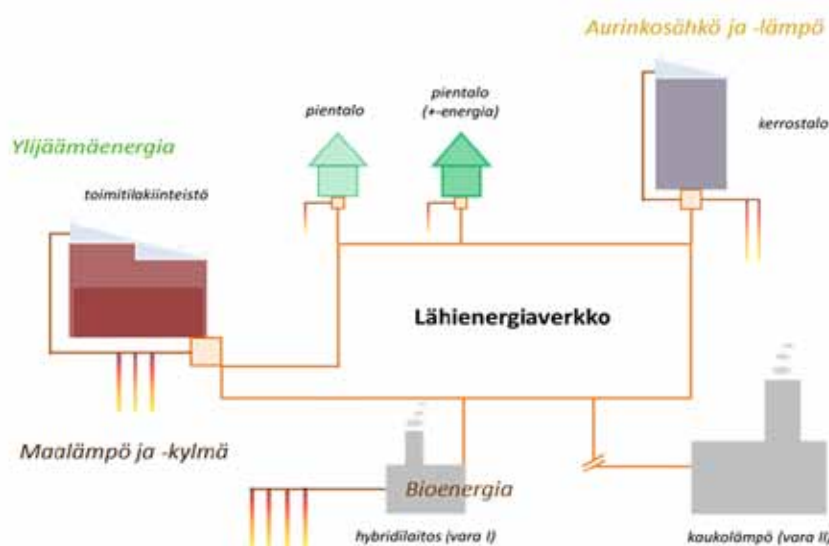 Aurinkosähkö ja -lämpö
pientalo
pientalo
(+-energia)
kerrostalo
Ylijäämäenergia
toimitilakiinteistö
Lähienergiaverkko
Maalämpö ja -kylmä
Bioenergia
hybridilaitos (vara I)
kaukolämpö (vara II)